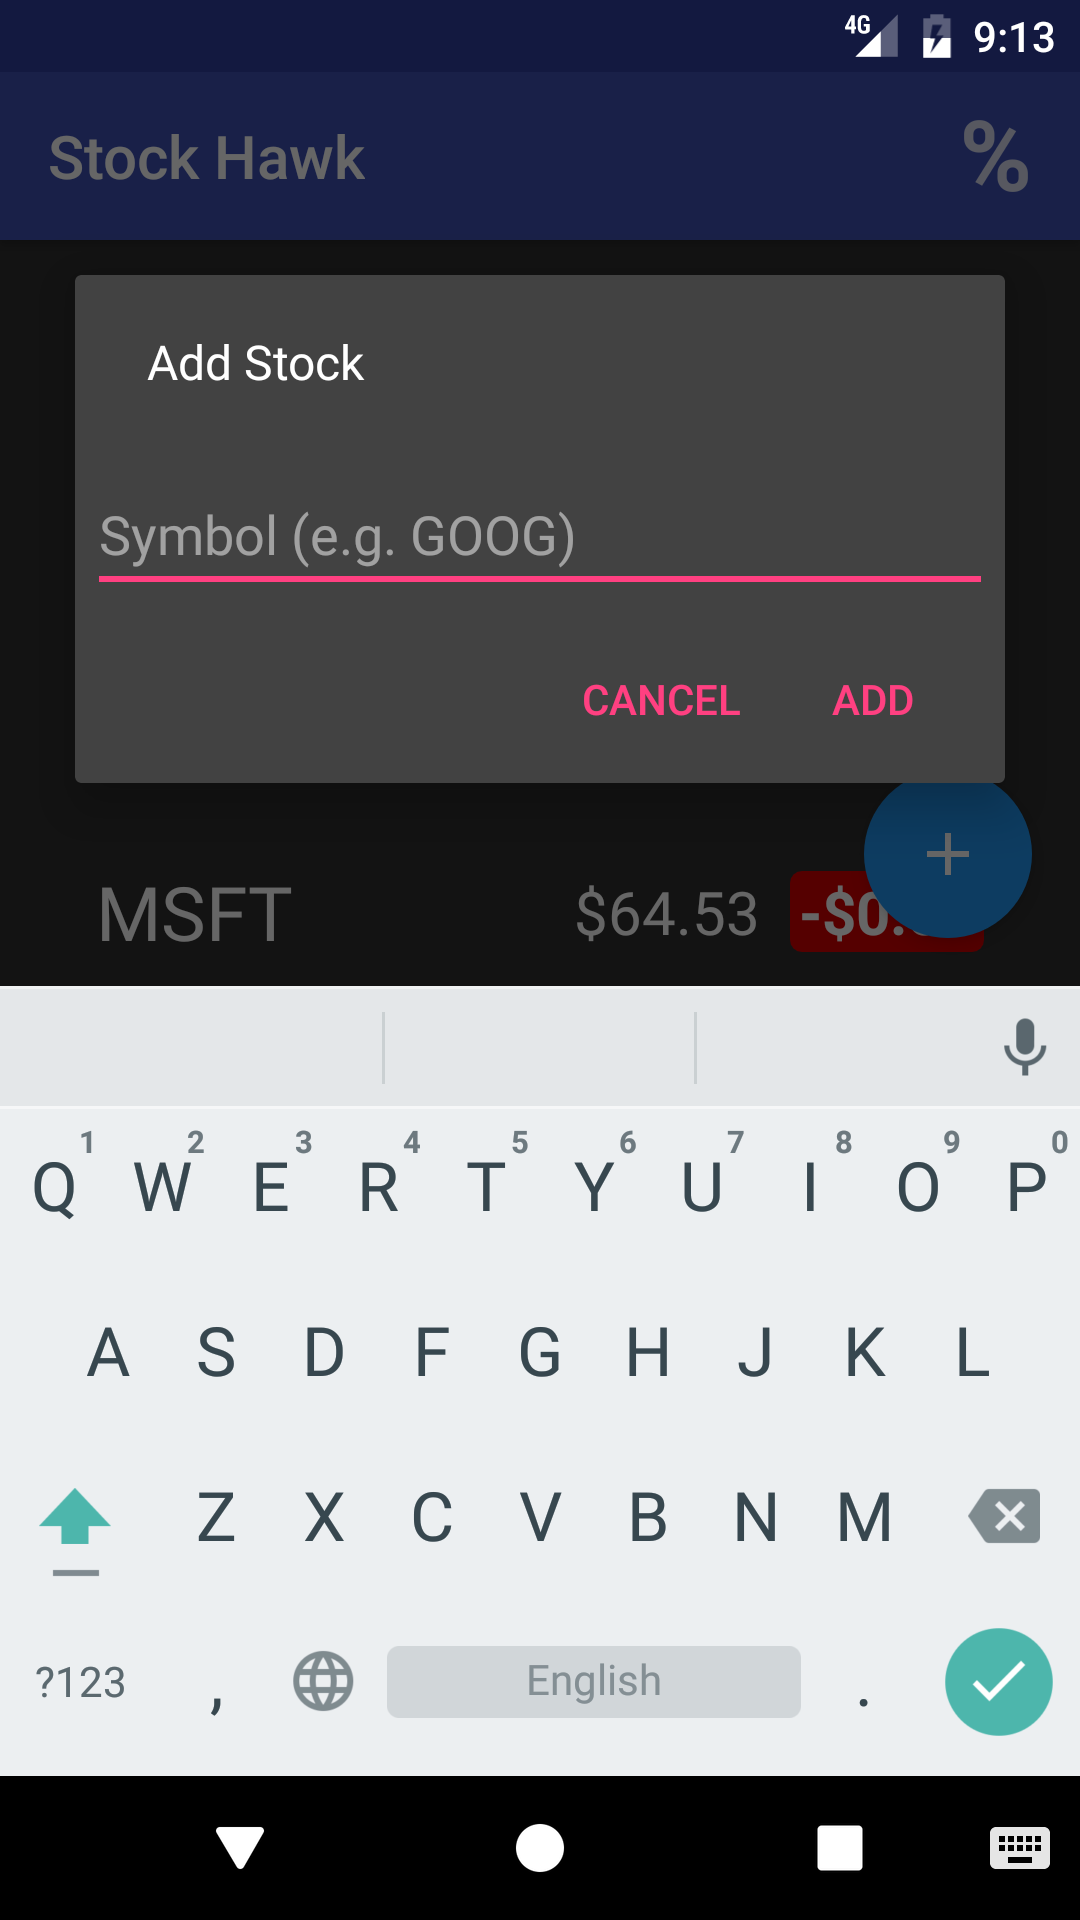 4G 9:13
Stock Hawk %
Add Stock
Symbol (e.g. GOOG)
CANCEL ADD
MSFT $64.53 -$0.
1 2 3 4 5 6 7 8 9 0
Q W E R T Y U I O P
A S D F G H J K L
Z X C V B N M
?123 , English .